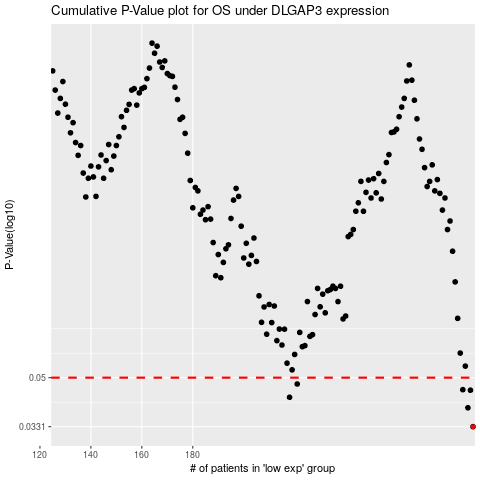 Cumulative P-Value plot for OS under DLGAP3 expression
P-Value(log10)
0.05
0.0331
120 140 160 180
# of patients in 'low exp' group